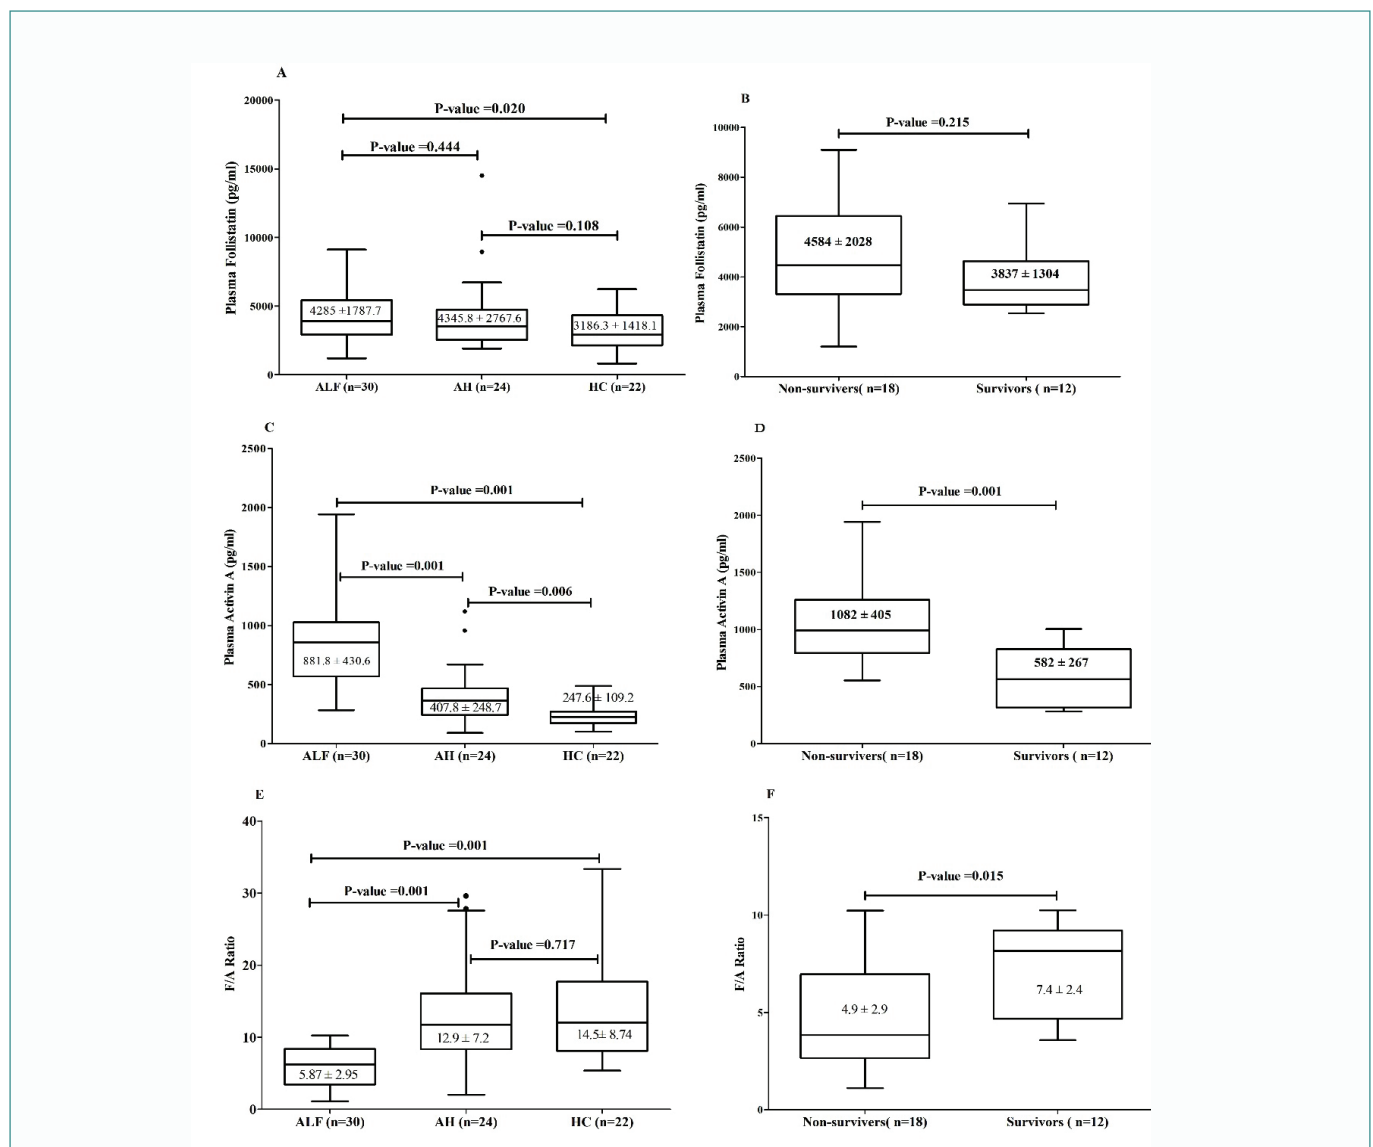 A
20000
P-value =0.020
P-value =0.444
15000
P-value =0.108
10000
5000
4285 ±1787.7
4345.8 ± 2767.6
3186.3 ± 1418.1
0
Plasma Follistatin (pg/ml)
ALF (n=30)
AH (n=24)
HC (n=22)
B
10000
P-value =0.215
8000
6000
4584 ± 2028
4000
3837 ± 1304
2000
0
Plasma Follistatin (pg/ml)
Non-survivers( n=18)
Survivors ( n=12)
C
2500
P-value =0.001
2000
P-value =0.001
1500
P-value =0.006
1000
881.8 ± 430.6
500
407.8 ± 248.7
247.6 ± 109.2
0
Plasma Activin A (pg/ml)
ALF (n=30)
AH (n=24)
HC (n=22)
D
2500
P-value =0.001
2000
1500
1082 ± 405
1000
582 ± 267
500
0
Plasma Activin A (pg/ml)
Non-survivers( n=18)
Survivors ( n=12)
E
40
P-value =0.001
P-value =0.001
30
P-value =0.717
20
10
12.9 ± 7.2
14.5± 8.74
5.87 ± 2.95
0
F/A Ratio
ALF (n=30)
AH (n=24)
HC (n=22)
F
15
P-value =0.015
10
7.4 ± 2.4
4.9 ± 2.9
5
0
F/A Ratio
Non-survivers( n=18)
Survivors ( n=12)